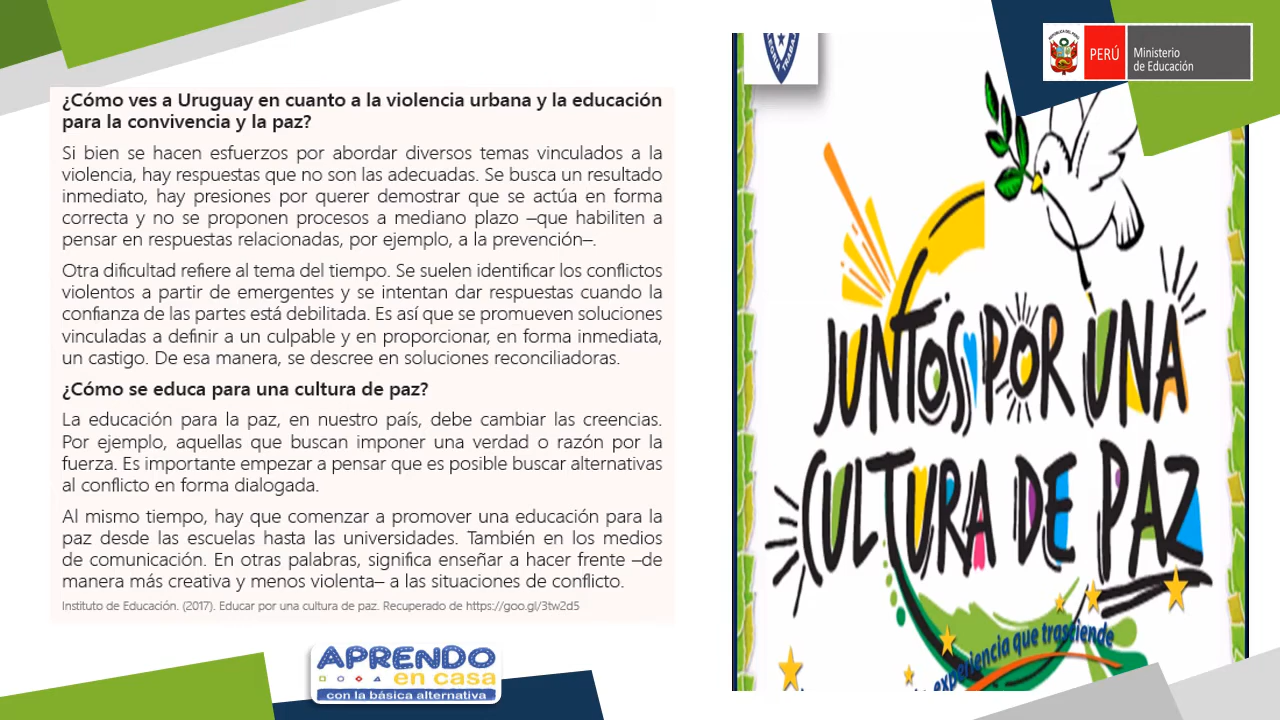 ¿Cómo ves a Uruguay en cuanto a la violencia urbana y la educación
para la convivencia y la paz?
Si bien se hacen esfuerzos por abordar diversos temas vinculados a la
violencia, hay respuestas que no son las adecuadas. Se busca un resultado
inmediato, hay presiones por querer demostrar que se actúa en forma
correcta y no se proponen procesos a mediano plazo –que habiliten a
pensar en respuestas relacionadas, por ejemplo, a la prevención–.
Otra dificultad refiere al tema del tiempo. Se suelen identificar los conflictos
violentos a partir de emergentes y se intentan dar respuestas cuando la
confianza de las partes está debilitada. Es así que se promueven soluciones
vinculadas a definir a un culpable y en proporcionar, en forma inmediata,
un castigo. De esa manera, se descree en soluciones reconciliadoras.
¿Cómo se educa para una cultura de paz?
La educación para la paz, en nuestro país, debe cambiar las creencias.
Por ejemplo, aquellas que buscan imponer una verdad o razón por la
fuerza. Es importante empezar a pensar que es posible buscar alternativas
al conflicto en forma dialogada.
Al mismo tiempo, hay que comenzar a promover una educación para la
paz desde las escuelas hasta las universidades. También en los medios
de comunicación. En otras palabras, significa enseñar a hacer frente –de
manera más creativa y menos violenta– a las situaciones de conflicto.
Instituto de Educación. (2017). Educar por una cultura de paz. Recuperado de https://goo.gl/3tw2d5
APRENDO
en casa
con la básica alternativa
PERÚ
Ministerio
de Educación
JUNTOS POR UNA
CULTURA DE PAZ
experiencia que trasciende